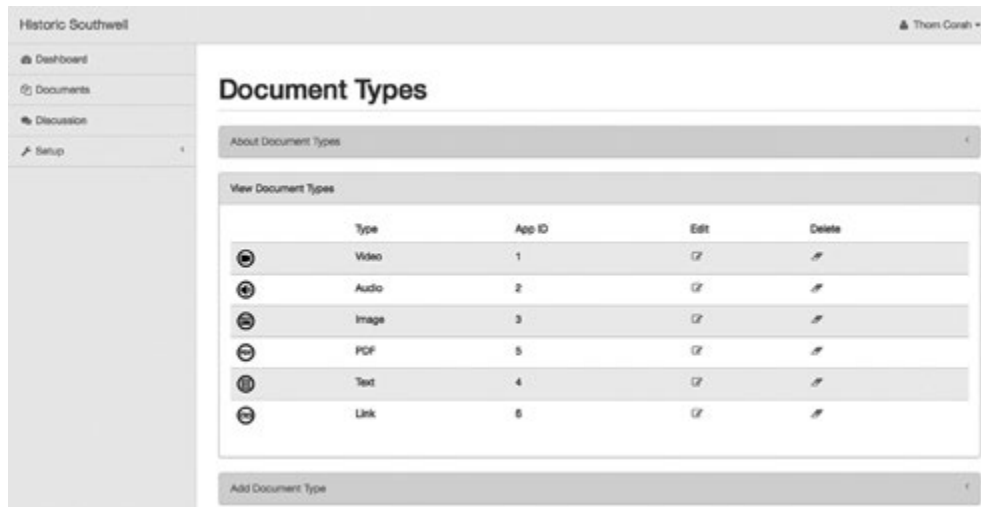 Historic Southwell
Thom Corah
Dashboard
Documents
Discussion
Setup
Document Types
About Document Types
View Document Types
Type App ID Edit Delete
Video 1
Audio 2
Image 3
PDF 5
Text 4
Link 6
Add Document Type